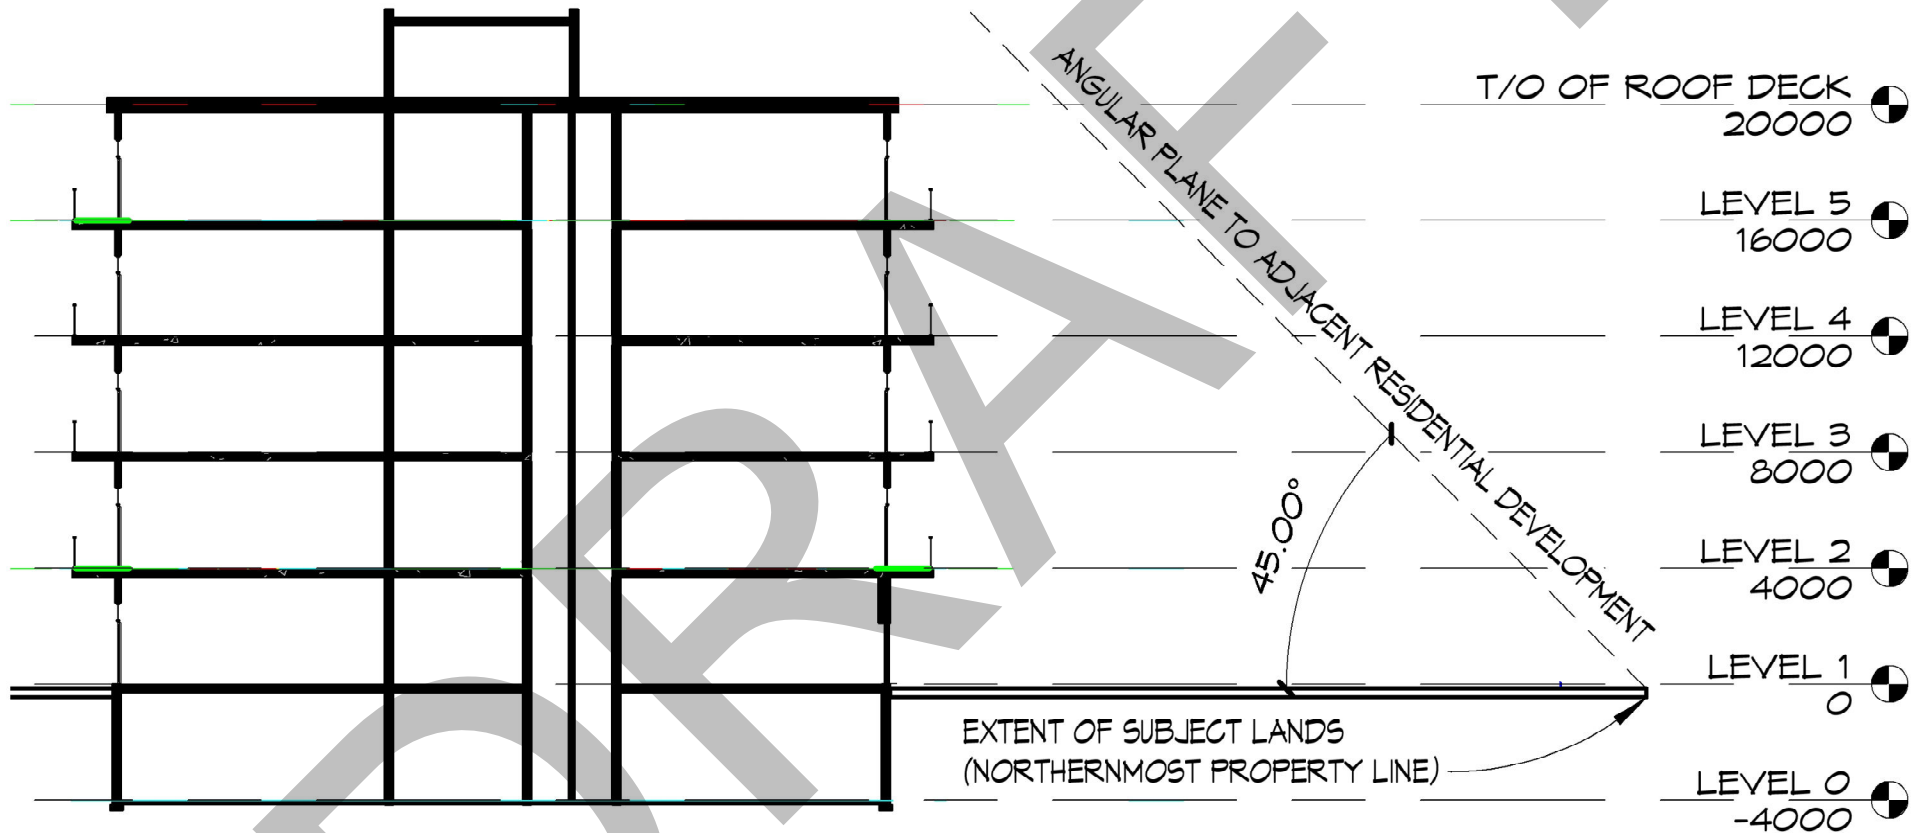 T/O OF ROOF DECK
20000
ANGULAR PLANE TO ADJACENT RESIDENTIAL DEVELOPMENT
LEVEL 5
16000
LEVEL 4
12000
LEVEL 3
8000
45.00°
LEVEL 2
4000
LEVEL 1
0
EXTENT OF SUBJECT LANDS
(NORTHERNMOST PROPERTY LINE)
LEVEL 0
-4000
DRAF